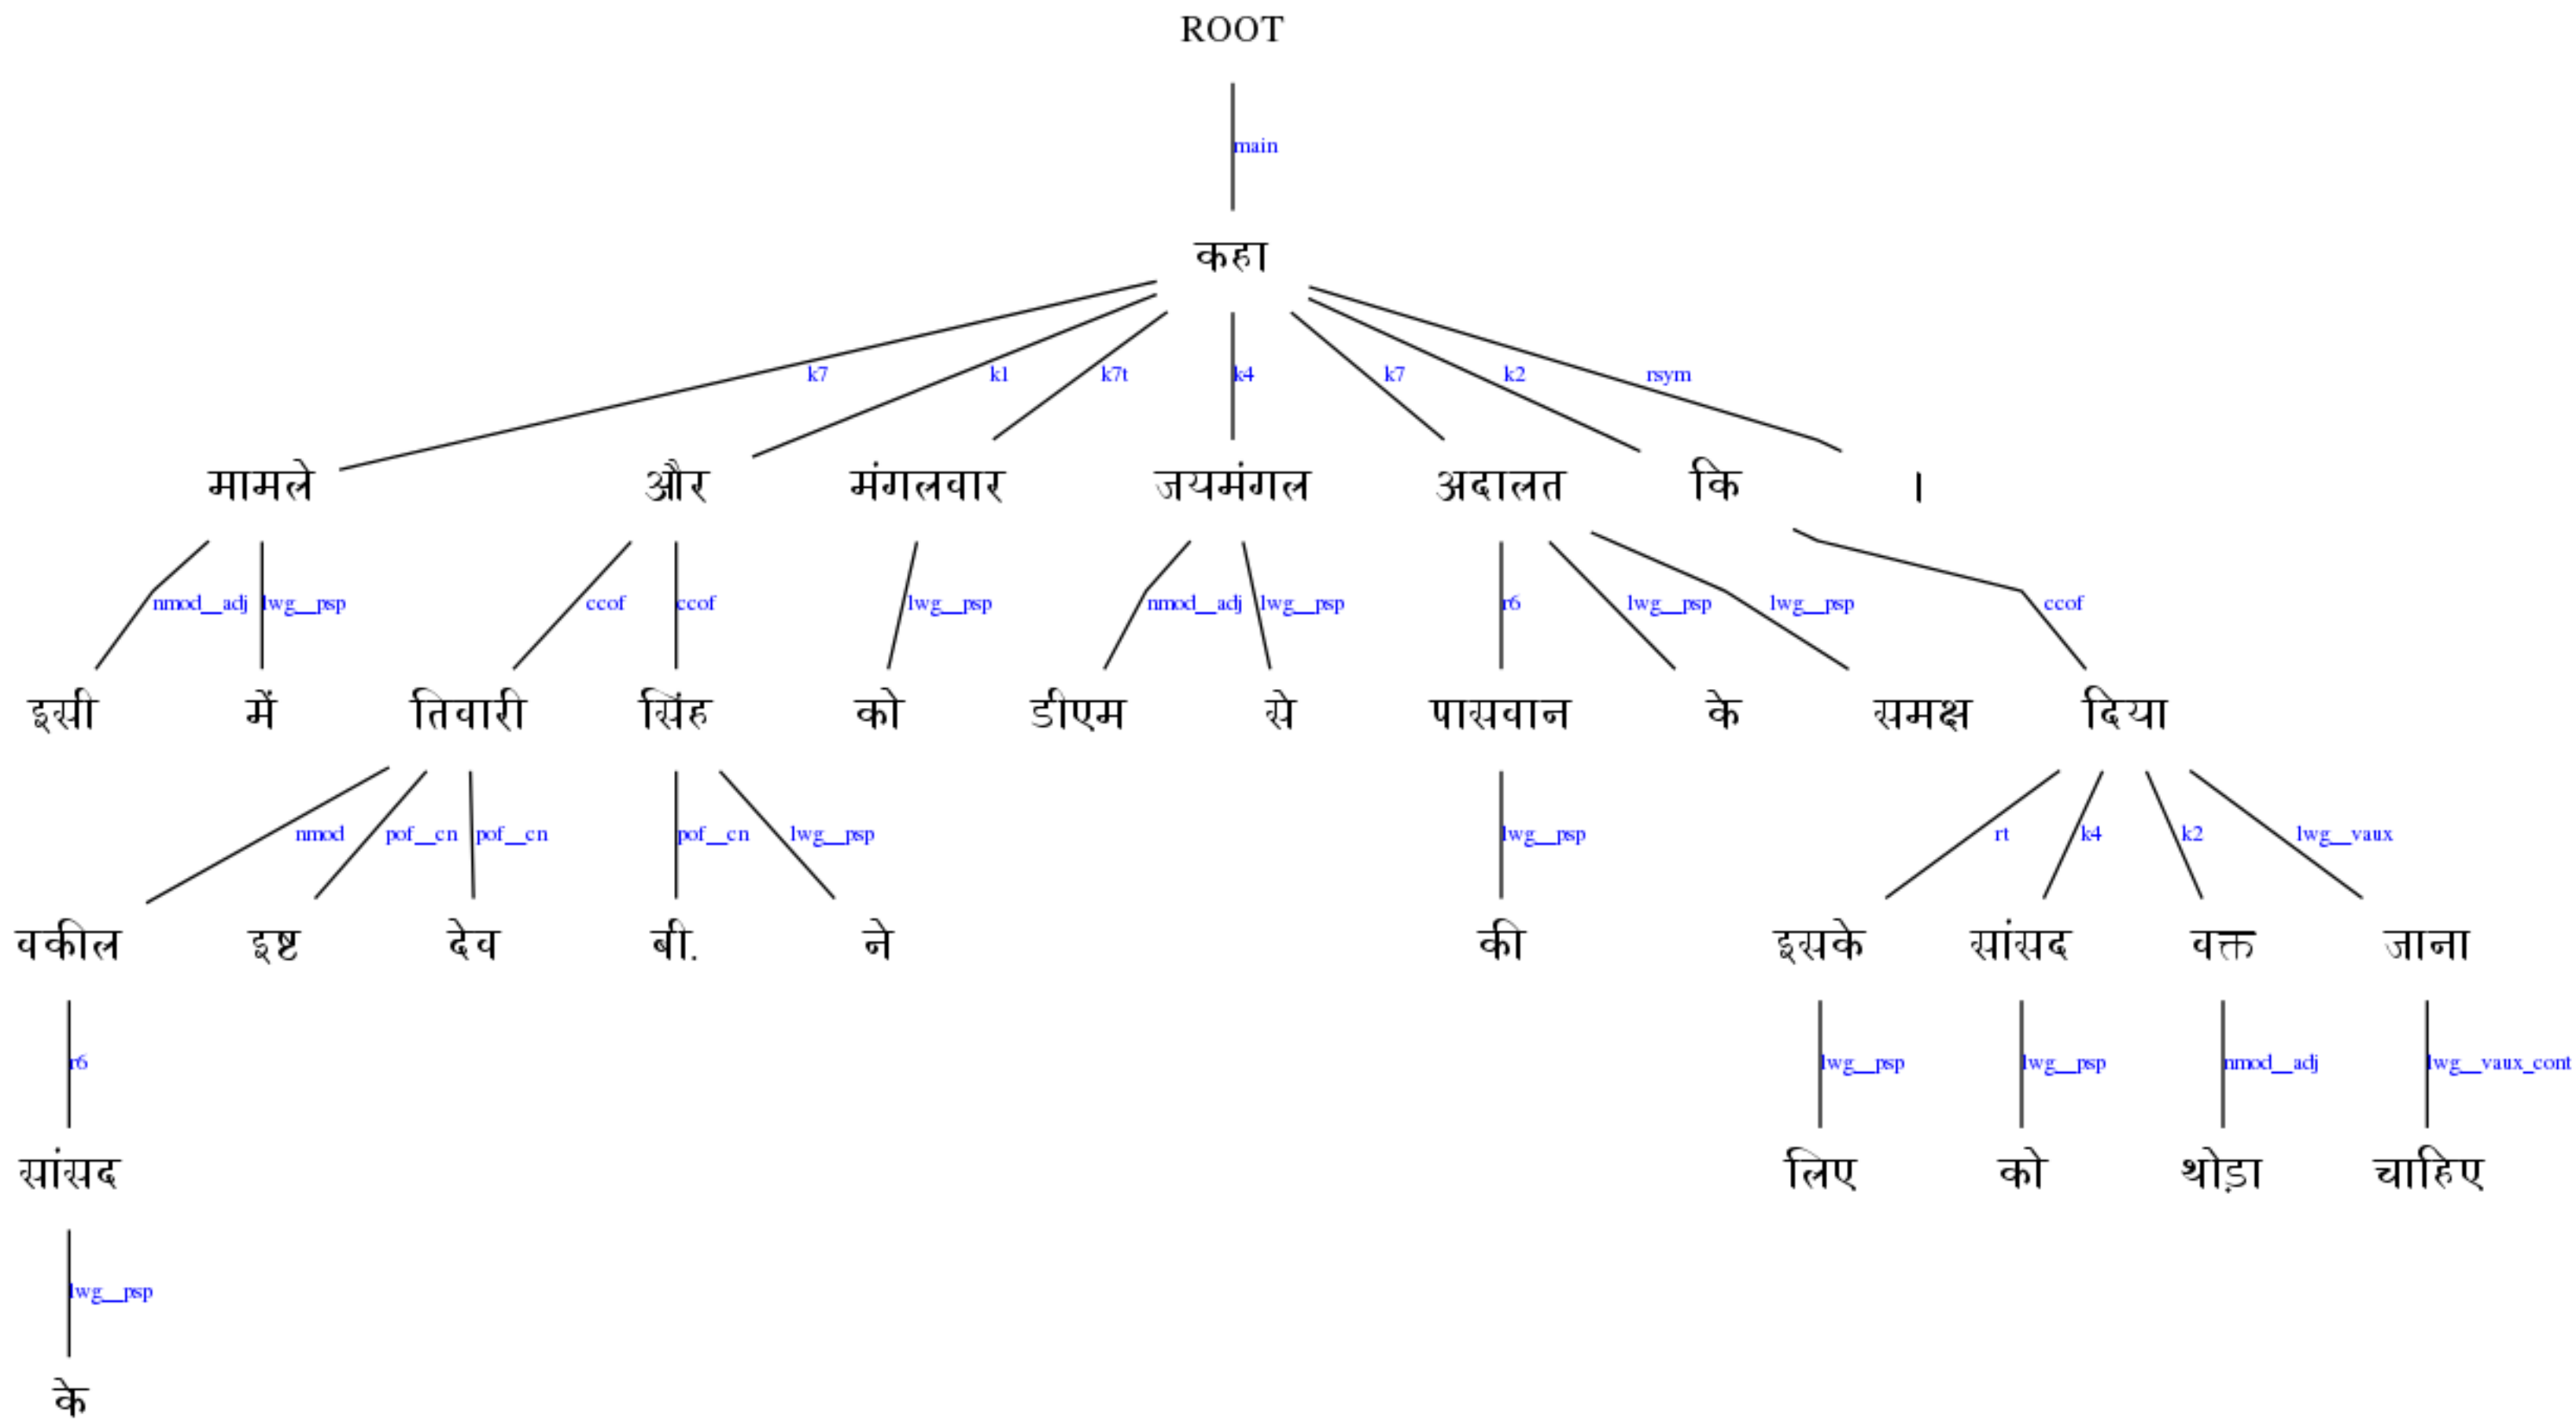 ROOT
main
कहा
k7 k1 k7t k4 k7 k2 rsym
मामले और मंगलवार जयमंगल अदालत कि ।
nmod__adj lwg__psp ccof ccof lwg__psp nmod__adj lwg__psp r6 lwg__psp lwg__psp ccof
इसी में तिवारी सिंह को डीएम से पासवान के समक्ष दिया
nmod pof__cn pof__cn pof__cn lwg__psp lwg__psp rt k4 k2 lwg__vaux
वकील इष्ट देव बी. ने की इसके सांसद वक्त जाना
r6 lwg__psp lwg__psp nmod__adj lwg__vaux_cont
सांसद लिए को थोड़ा चाहिए
lwg__psp
के